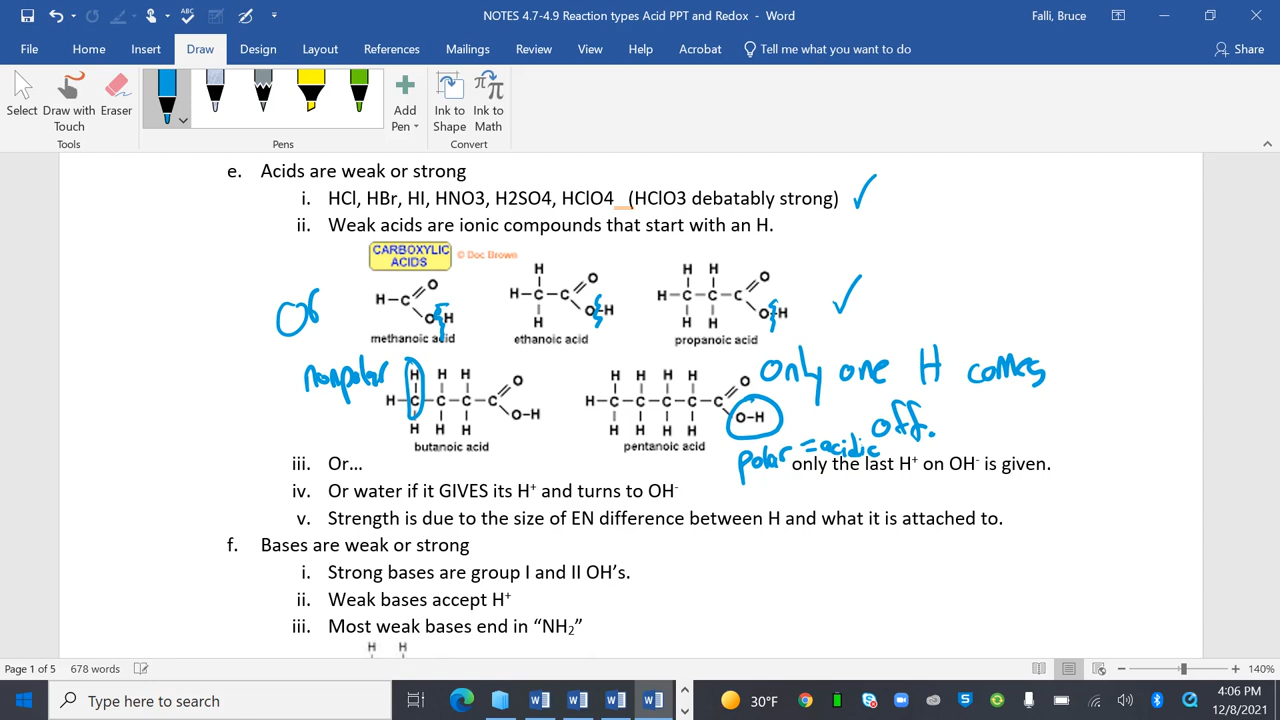 NOTES 4.7-4.9 Reaction types Acid PPT and Redox - Word
Falli, Bruce
File Home Insert Draw Design Layout References Mailings Review View Help Acrobat Tell me what you want to do Share
Select
Draw with Touch
Eraser
Add Pen
Ink to Shape
Ink to Math
Tools Pens Convert
e. Acids are weak or strong
i. HCl, HBr, HI, HNO3, H2SO4, HClO4 (HClO3 debatably strong)
ii. Weak acids are ionic compounds that start with an H.
CARBOXYLIC
ACIDS
© Doc Brown
Or
H-C O O-H
methanoic acid
H H-C-C O O-H H
ethanoic acid
H H H-C-C-C O O-H H H
propanoic acid
nonpolar
H H H H-C-C-C-C O O-H H H H
butanoic acid
H H H H H-C-C-C-C-C O O-H H H H H
pentanoic acid
only one H comes
off.
polar = acidic
iii. Or... only the last H⁺ on OH⁻ is given.
iv. Or water if it GIVES its H⁺ and turns to OH⁻
v. Strength is due to the size of EN difference between H and what it is attached to.
f. Bases are weak or strong
i. Strong bases are group I and II OH's.
ii. Weak bases accept H⁺
iii. Most weak bases end in “NH₂”
H H
Page 1 of 5 678 words 140%
Type here to search
30°F
4:06 PM
12/8/2021